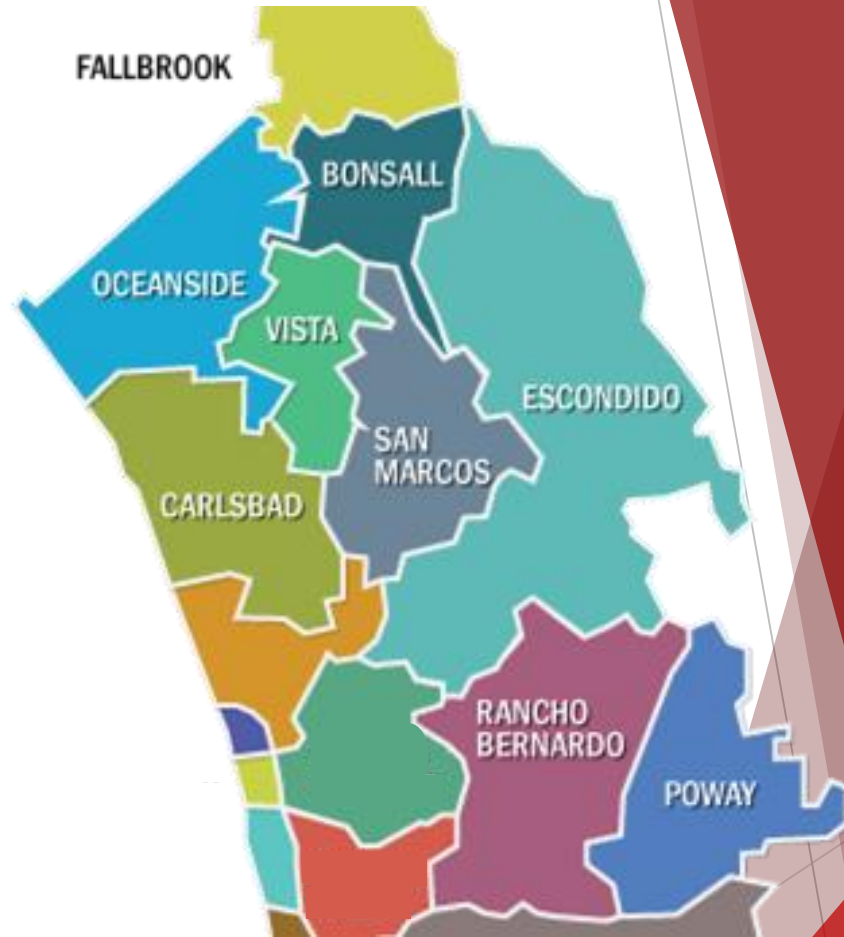 FALLBROOK
BONSALL
OCEANSIDE
VISTA
ESCONDIDO
SAN
MARCOS
CARLSBAD
RANCHO
BERNARDO
POWAY